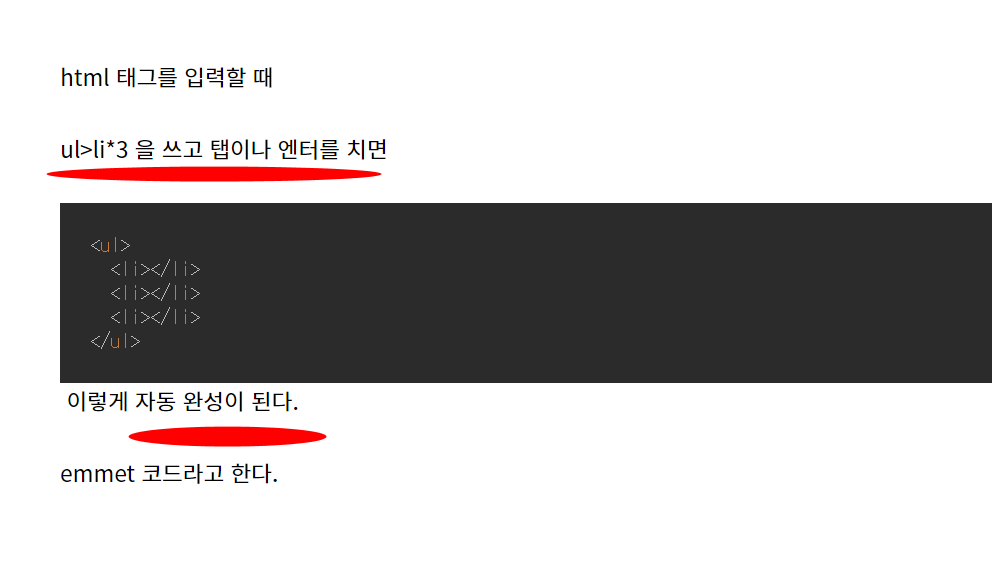 html 태그를 입력할 때
ul>li*3 을 쓰고 탭이나 엔터를 치면
<ul>
  <li></li>
  <li></li>
  <li></li>
</ul>
이렇게 자동 완성이 된다.
emmet 코드라고 한다.